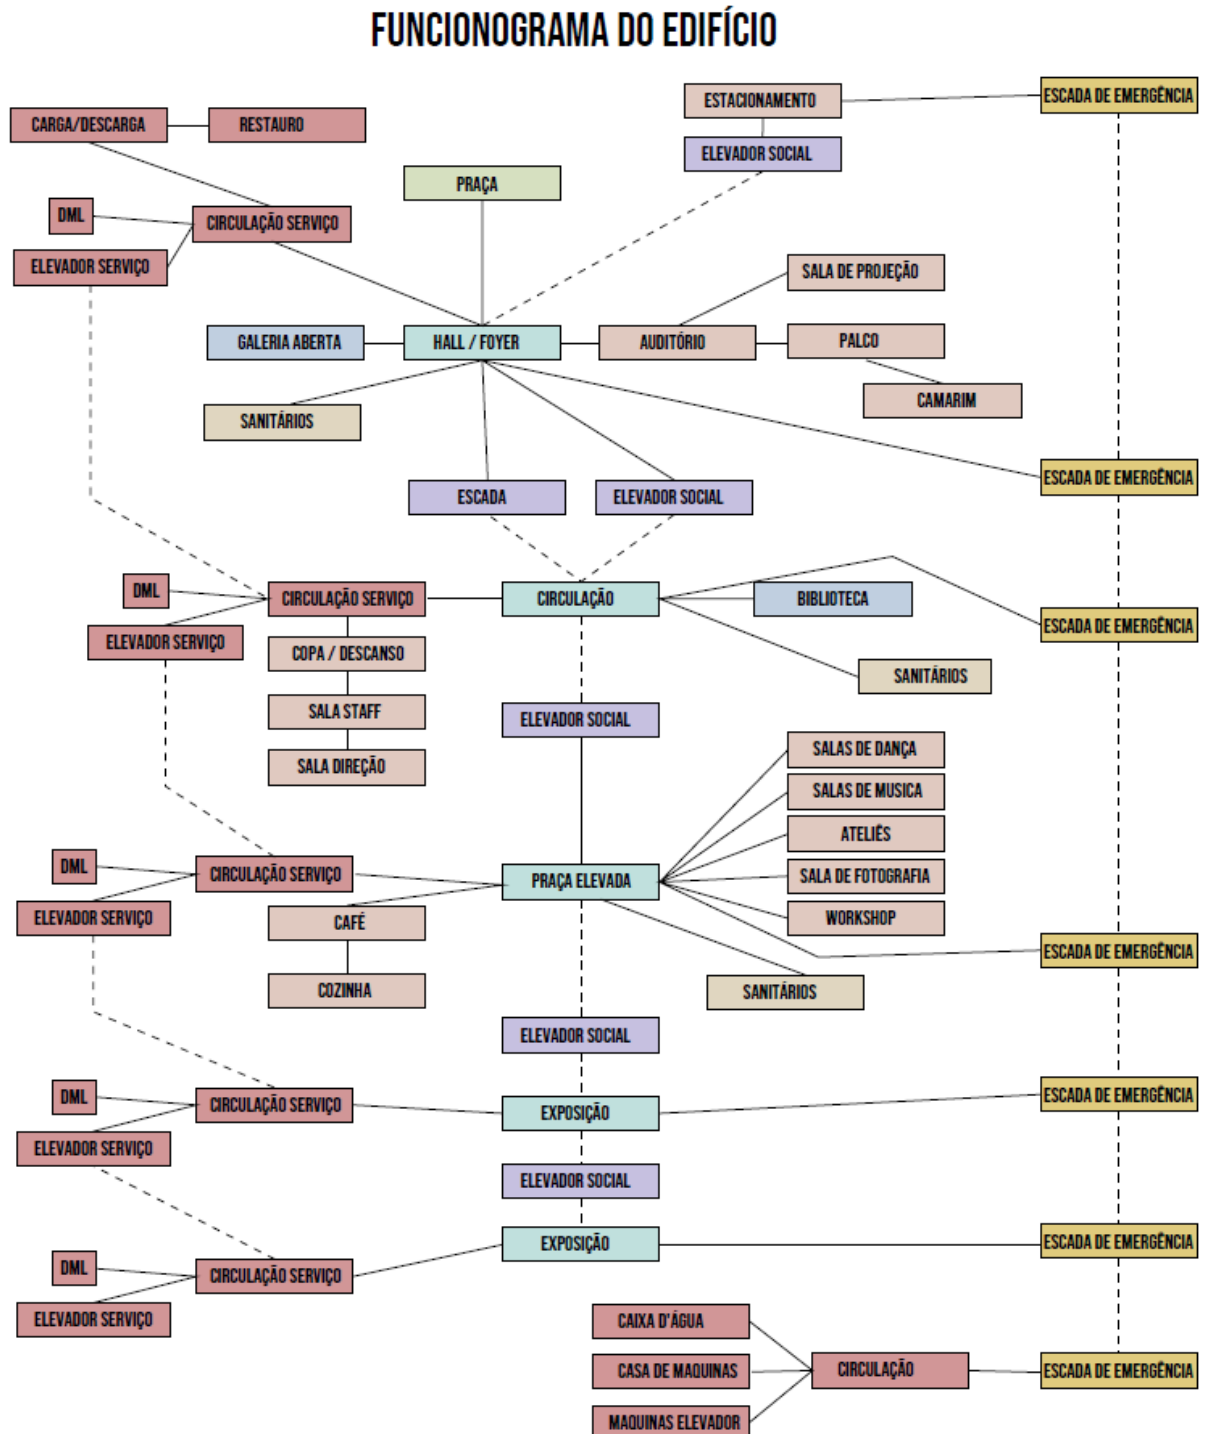 FUNCIONOGRAMA DO EDIFÍCIO
ESTACIONAMENTO
ESCADA DE EMERGÊNCIA
CARGA/DESCARGA
RESTAURO
ELEVADOR SOCIAL
PRAÇA
DML
CIRCULAÇÃO SERVIÇO
ELEVADOR SERVIÇO
SALA DE PROJEÇÃO
GALERIA ABERTA
HALL / FOYER
AUDITÓRIO
PALCO
CAMARIM
SANITÁRIOS
ESCADA DE EMERGÊNCIA
ESCADA
ELEVADOR SOCIAL
DML
CIRCULAÇÃO SERVIÇO
CIRCULAÇÃO
BIBLIOTECA
ESCADA DE EMERGÊNCIA
ELEVADOR SERVIÇO
COPA / DESCANSO
SANITÁRIOS
SALA STAFF
ELEVADOR SOCIAL
SALA DIREÇÃO
SALAS DE DANÇA
SALAS DE MUSICA
ATELIÊS
DML
CIRCULAÇÃO SERVIÇO
PRAÇA ELEVADA
SALA DE FOTOGRAFIA
ELEVADOR SERVIÇO
CAFÉ
WORKSHOP
ESCADA DE EMERGÊNCIA
COZINHA
SANITÁRIOS
ELEVADOR SOCIAL
DML
CIRCULAÇÃO SERVIÇO
EXPOSIÇÃO
ESCADA DE EMERGÊNCIA
ELEVADOR SERVIÇO
ELEVADOR SOCIAL
EXPOSIÇÃO
ESCADA DE EMERGÊNCIA
DML
CIRCULAÇÃO SERVIÇO
ELEVADOR SERVIÇO
CAIXA D'ÁGUA
CASA DE MAQUINAS
CIRCULAÇÃO
ESCADA DE EMERGÊNCIA
MAQUINAS ELEVADOR